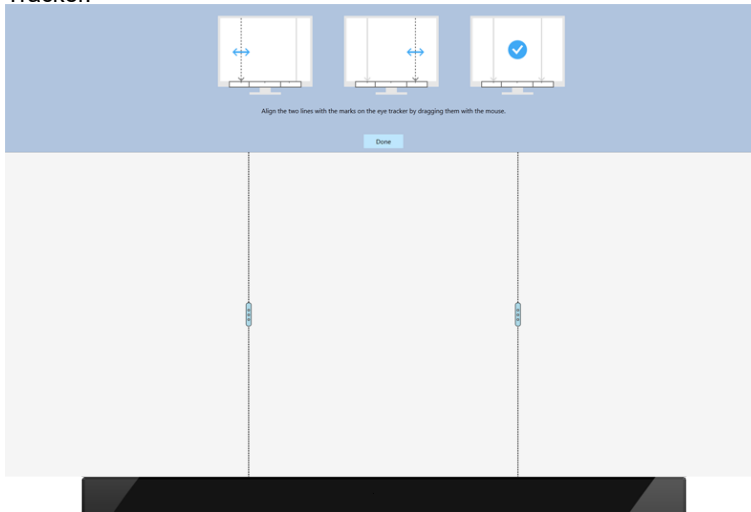 Align the two lines with the marks on the eye tracker by dragging them with the mouse.
Done